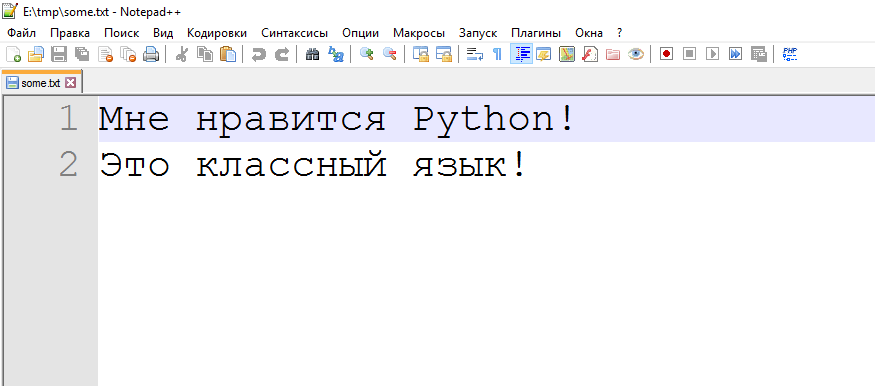 E:\tmp\some.txt - Notepad++
Файл Правка Поиск Вид Кодировки Синтаксисы Опции Макросы Запуск Плагины Окна ?
PHP
some.txt
1 Мне нравится Python!
2 Это классный язык!